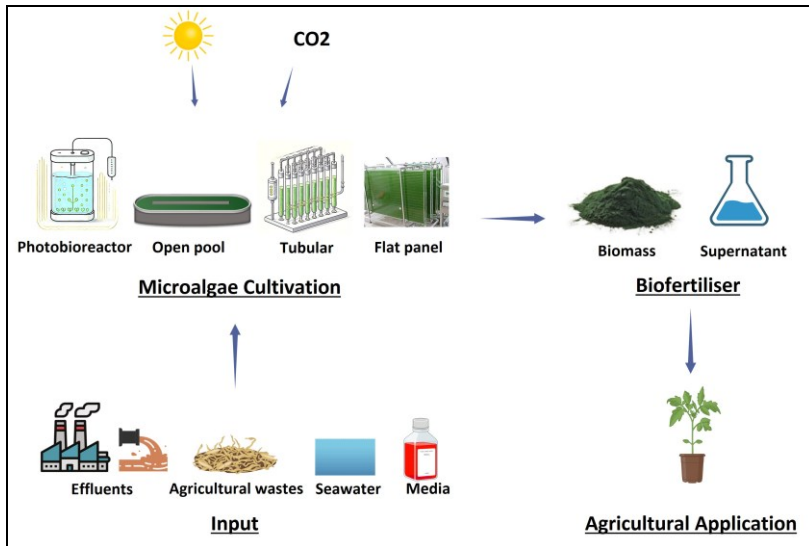 CO2
Photobioreactor Open pool Tubular Flat panel
Microalgae Cultivation
Biomass Supernatant
Biofertiliser
Effluents Agricultural wastes Seawater Media
Input
Agricultural Application